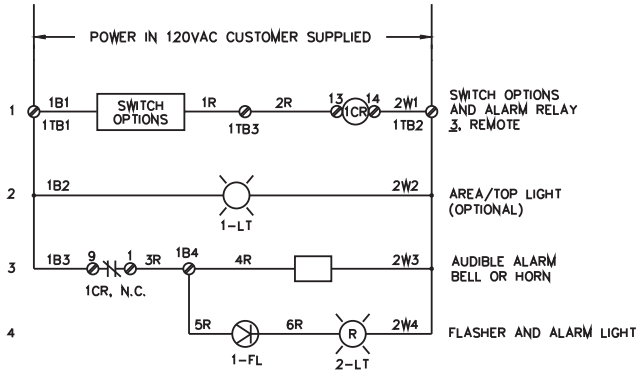 POWER IN 120VAC CUSTOMER SUPPLIED
1 1B1 SWITCH OPTIONS 1R 2R 13 1CR 14 2W1
1TB1 1TB3 1TB2
SWITCH OPTIONS
AND ALARM RELAY
3, REMOTE
2 1B2 2W2
1-LT
AREA/TOP LIGHT
(OPTIONAL)
3 1B3 9 1 3R 1B4 4R 2W3
1CR, N.C.
AUDIBLE ALARM
BELL OR HORN
4 5R 6R R 2W4
1-FL 2-LT
FLASHER AND ALARM LIGHT